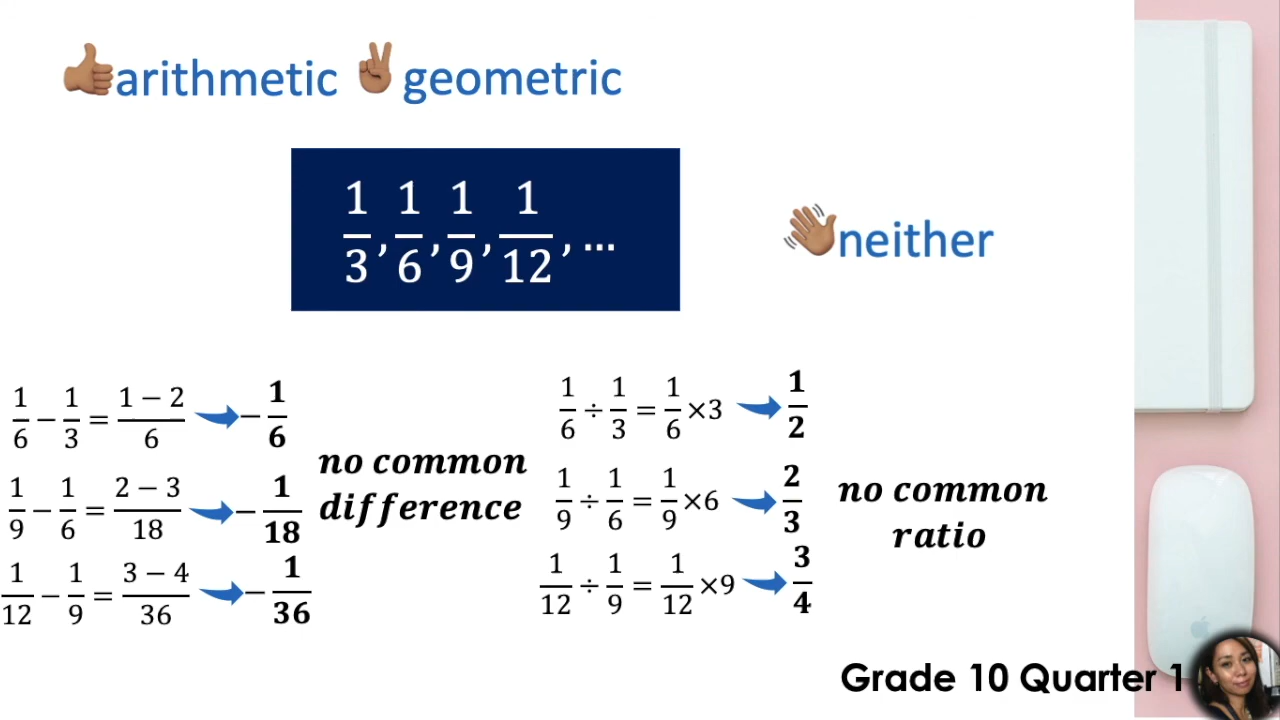 👍🏽arithmetic ✌🏽geometric
1/3, 1/6, 1/9, 1/12, ...
👋🏽neither
1/6 − 1/3 = (1 − 2)/6 → −1/6
1/9 − 1/6 = (2 − 3)/18 → −1/18
1/12 − 1/9 = (3 − 4)/36 → −1/36
no common
difference
1/6 ÷ 1/3 = 1/6 ×3 → 1/2
1/9 ÷ 1/6 = 1/9 ×6 → 2/3
1/12 ÷ 1/9 = 1/12 ×9 → 3/4
no common
ratio
Grade 10 Quarter 1